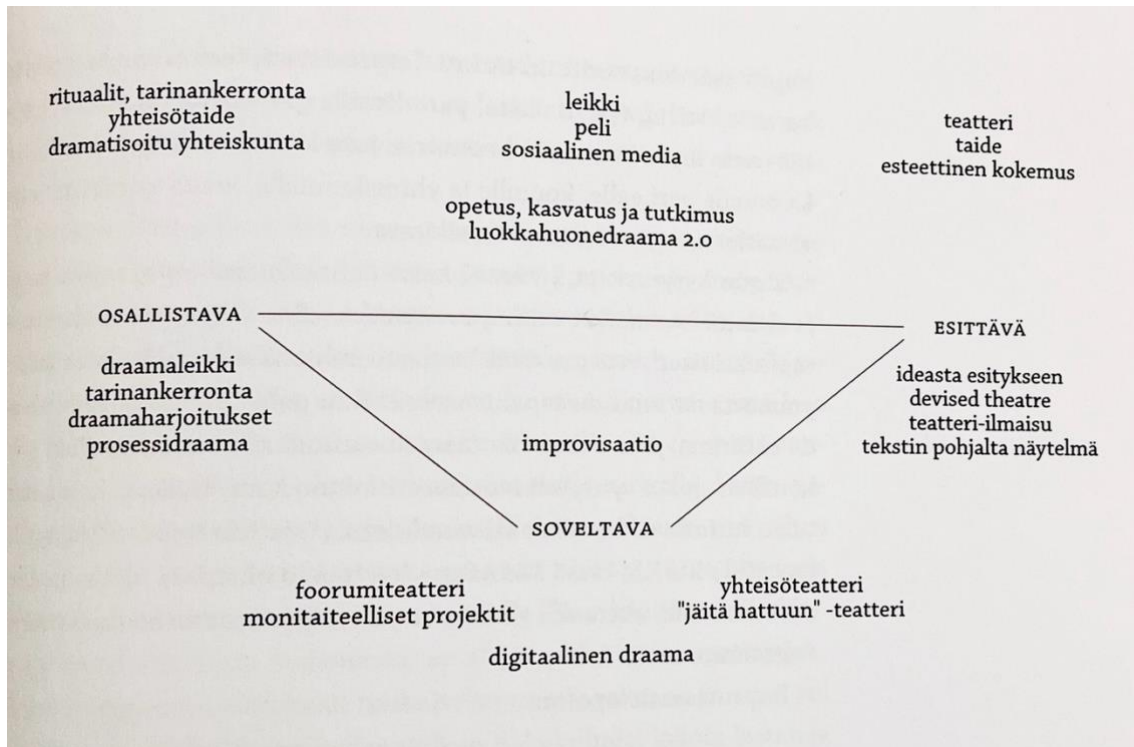 rituaalit, tarinankerronta
yhteisötaide
dramatisoitu yhteiskunta
leikki
peli
sosiaalinen media
teatteri
taide
esteettinen kokemus
opetus, kasvatus ja tutkimus
luokkahuonedraama 2.0
OSALLISTAVA
ESITTÄVÄ
draamaleikki
tarinankerronta
draamaharjoitukset
prosessidraama
improvisaatio
ideasta esitykseen
devised theatre
teatteri-ilmaisu
tekstin pohjalta näytelmä
SOVELTAVA
foorumiteatteri
monitaiteelliset projektit
yhteisöteatteri
"jäitä hattuun" -teatteri
digitaalinen draama